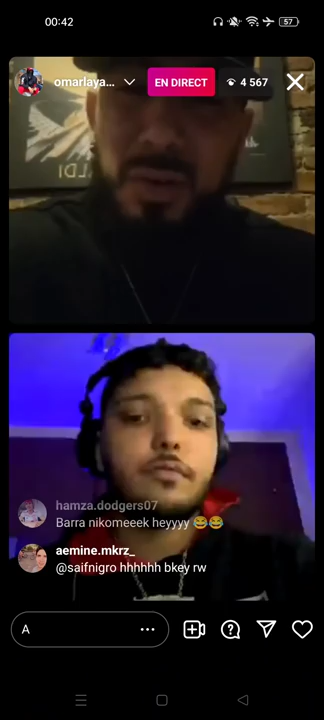 00:42
57
omarlaya...
EN DIRECT
4 567
hamza.dodgers07
Barra nikomeeek heyyyy 😂😂
aemine.mkrz_
@saifnigro hhhhhh bkey rw
A